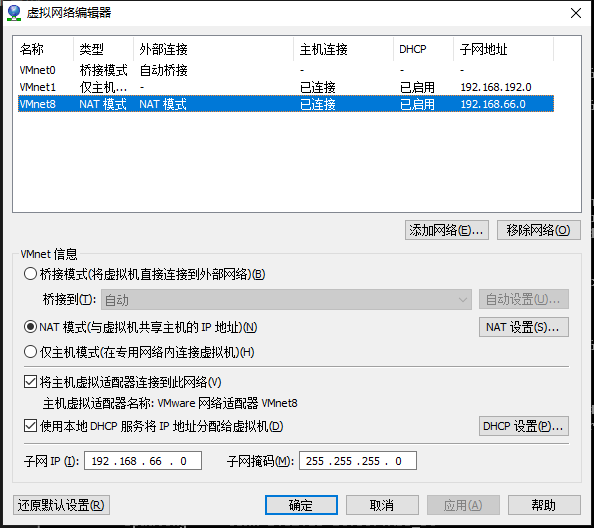 虚拟网络编辑器
名称 类型 外部连接 主机连接 DHCP 子网地址
VMnet0 桥接模式 自动桥接 - - -
VMnet1 仅主机... - 已连接 已启用 192.168.192.0
VMnet8 NAT 模式 NAT 模式 已连接 已启用 192.168.66.0
添加网络(E)... 移除网络(O)
VMnet 信息
桥接模式(将虚拟机直接连接到外部网络)(B)
桥接到(T): 自动 自动设置(U)...
NAT 模式(与虚拟机共享主机的 IP 地址)(N) NAT 设置(S)...
仅主机模式(在专用网络内连接虚拟机)(H)
将主机虚拟适配器连接到此网络(V)
主机虚拟适配器名称: VMware 网络适配器 VMnet8
使用本地 DHCP 服务将 IP 地址分配给虚拟机(D) DHCP 设置(P)...
子网 IP (I): 192 . 168 . 66 . 0 子网掩码(M): 255 . 255 . 255 . 0
还原默认设置(R) 确定 取消 应用(A) 帮助